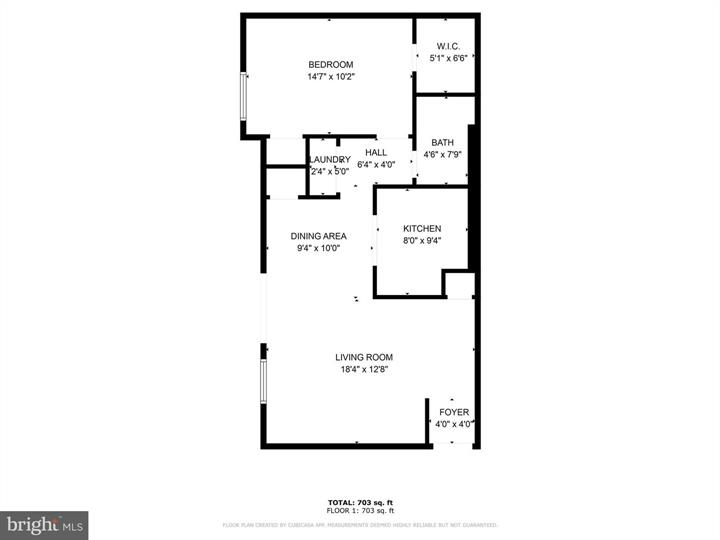 W.I.C.
5'1" x 6'6"
BEDROOM
14'7" x 10'2"
BATH
4'6" x 7'9"
HALL
6'4" x 4'0"
LAUNDRY
2'4" x 5'0"
KITCHEN
8'0" x 9'4"
DINING AREA
9'4" x 10'0"
LIVING ROOM
18'4" x 12'8"
FOYER
4'0" x 4'0"
TOTAL: 703 sq. ft
FLOOR 1: 703 sq. ft
FLOOR PLAN CREATED BY CUBICASA APP. MEASUREMENTS DEEMED HIGHLY RELIABLE BUT NOT GUARANTEED.
bright MLS